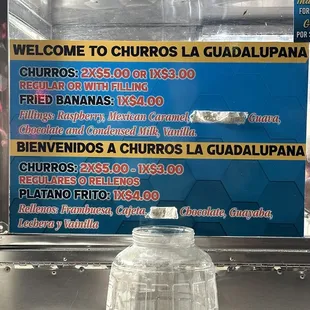 WELCOME TO CHURROS LA GUADALUPANA
CHURROS: 2X$5.00 OR 1X$3.00
REGULAR OR WITH FILLING
FRIED BANANAS: 1X$4.00
Fillings: Raspberry, Mexican Caramel, Guava,
Chocolate and Condensed Milk, Vanilla.
BIENVENIDOS A CHURROS LA GUADALUPANA
CHURROS: 2X$5.00 - 1X$3.00
REGULARES O RELLENOS
PLATANO FRITO: 1X$4.00
Rellenos: Frambuesa, Cajeta, Chocolate, Guayaba,
Lechera y Vainilla
FOR
POR